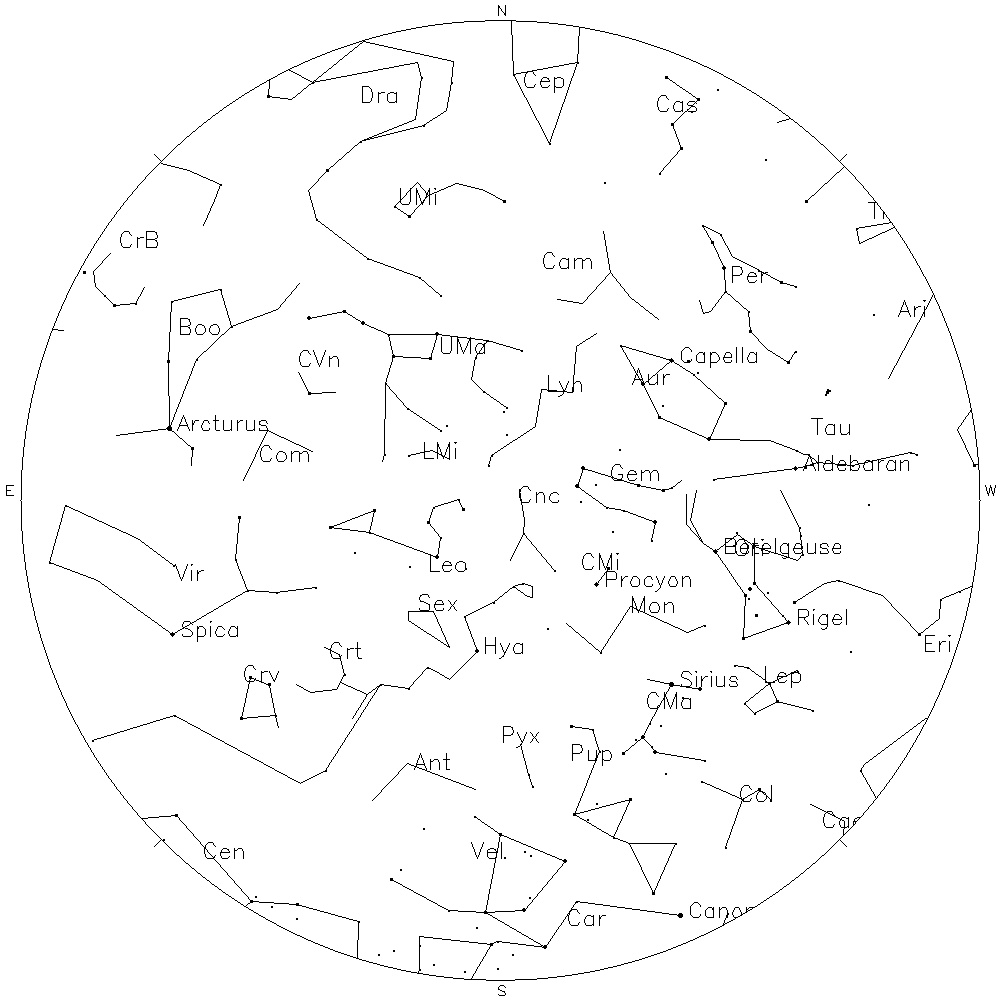 N
Cep
Dra
Cas
UMi
Tri
CrB
Cam
Per
Ari
Boo
UMa
CVn
Capella
Lyn
Aur
Arcturus
Tau
Com
LMi
Aldebaran
Gem
E
Cnc
W
Betelgeuse
Ori
Leo
CMi
Vir
Procyon
Sex
Mon
Spica
Rigel
Hya
Eri
Crt
Crv
Sirius
Lep
CMa
Pyx
Pup
Ant
Col
Cae
Cen
Vel
Car
Canop
S